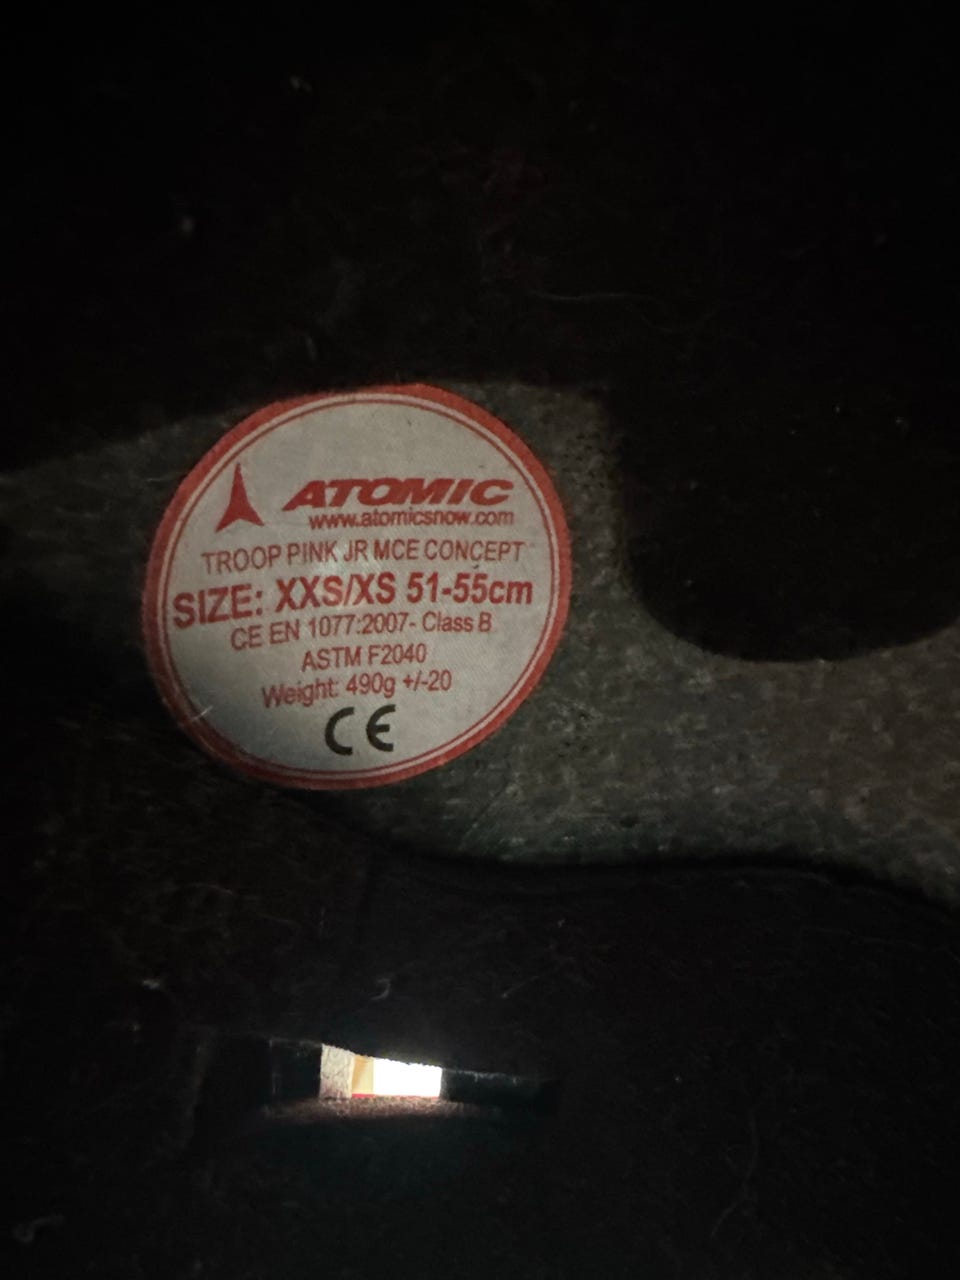 ATOMIC
www.atomicsnow.com
TROOP PINK JR MCE CONCEPT
SIZE: XXS/XS 51-55cm
CE EN 1077:2007- Class B
ASTM F2040
Weight: 490g +/-20
CE